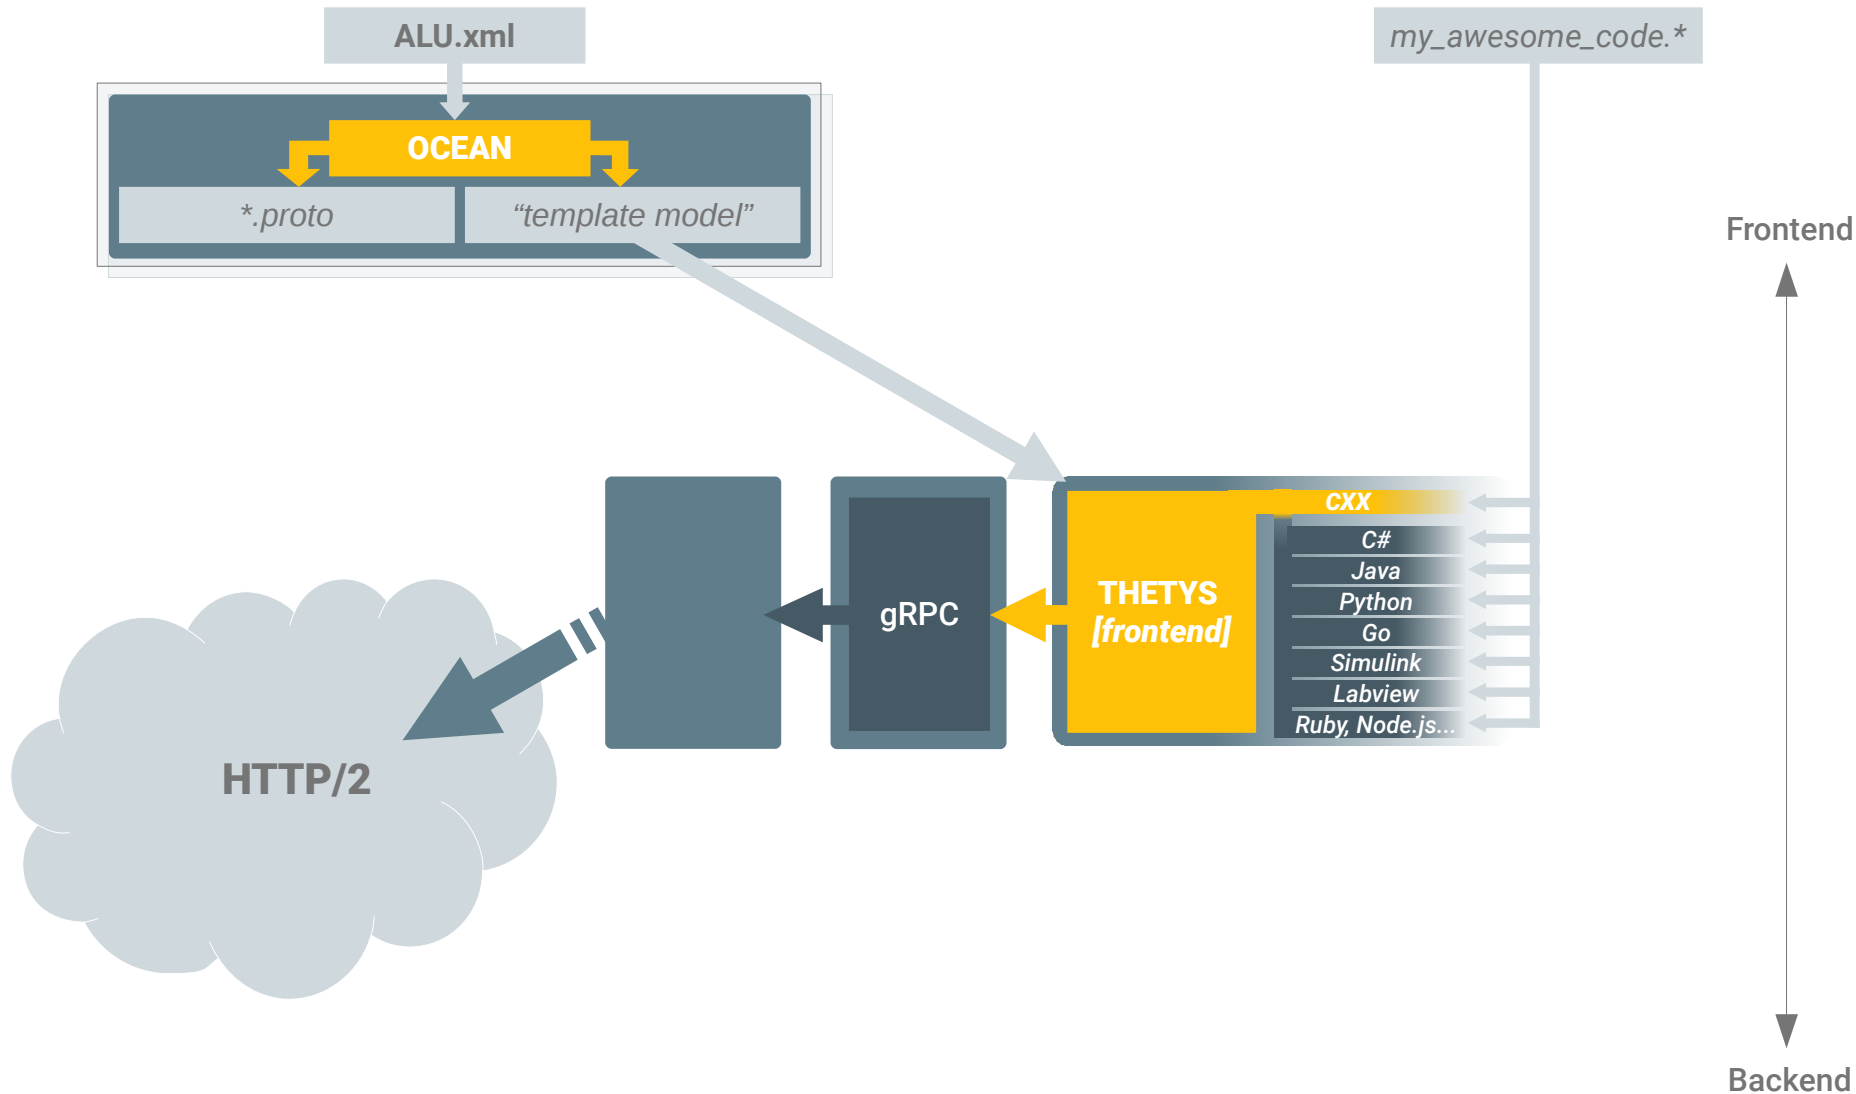 ALU.xml
my_awesome_code.*
OCEAN
*.proto
“template model”
Frontend
CXX
C#
Java
Python
Go
Simulink
Labview
Ruby, Node.js...
THETYS
[frontend]
gRPC
HTTP/2
Backend